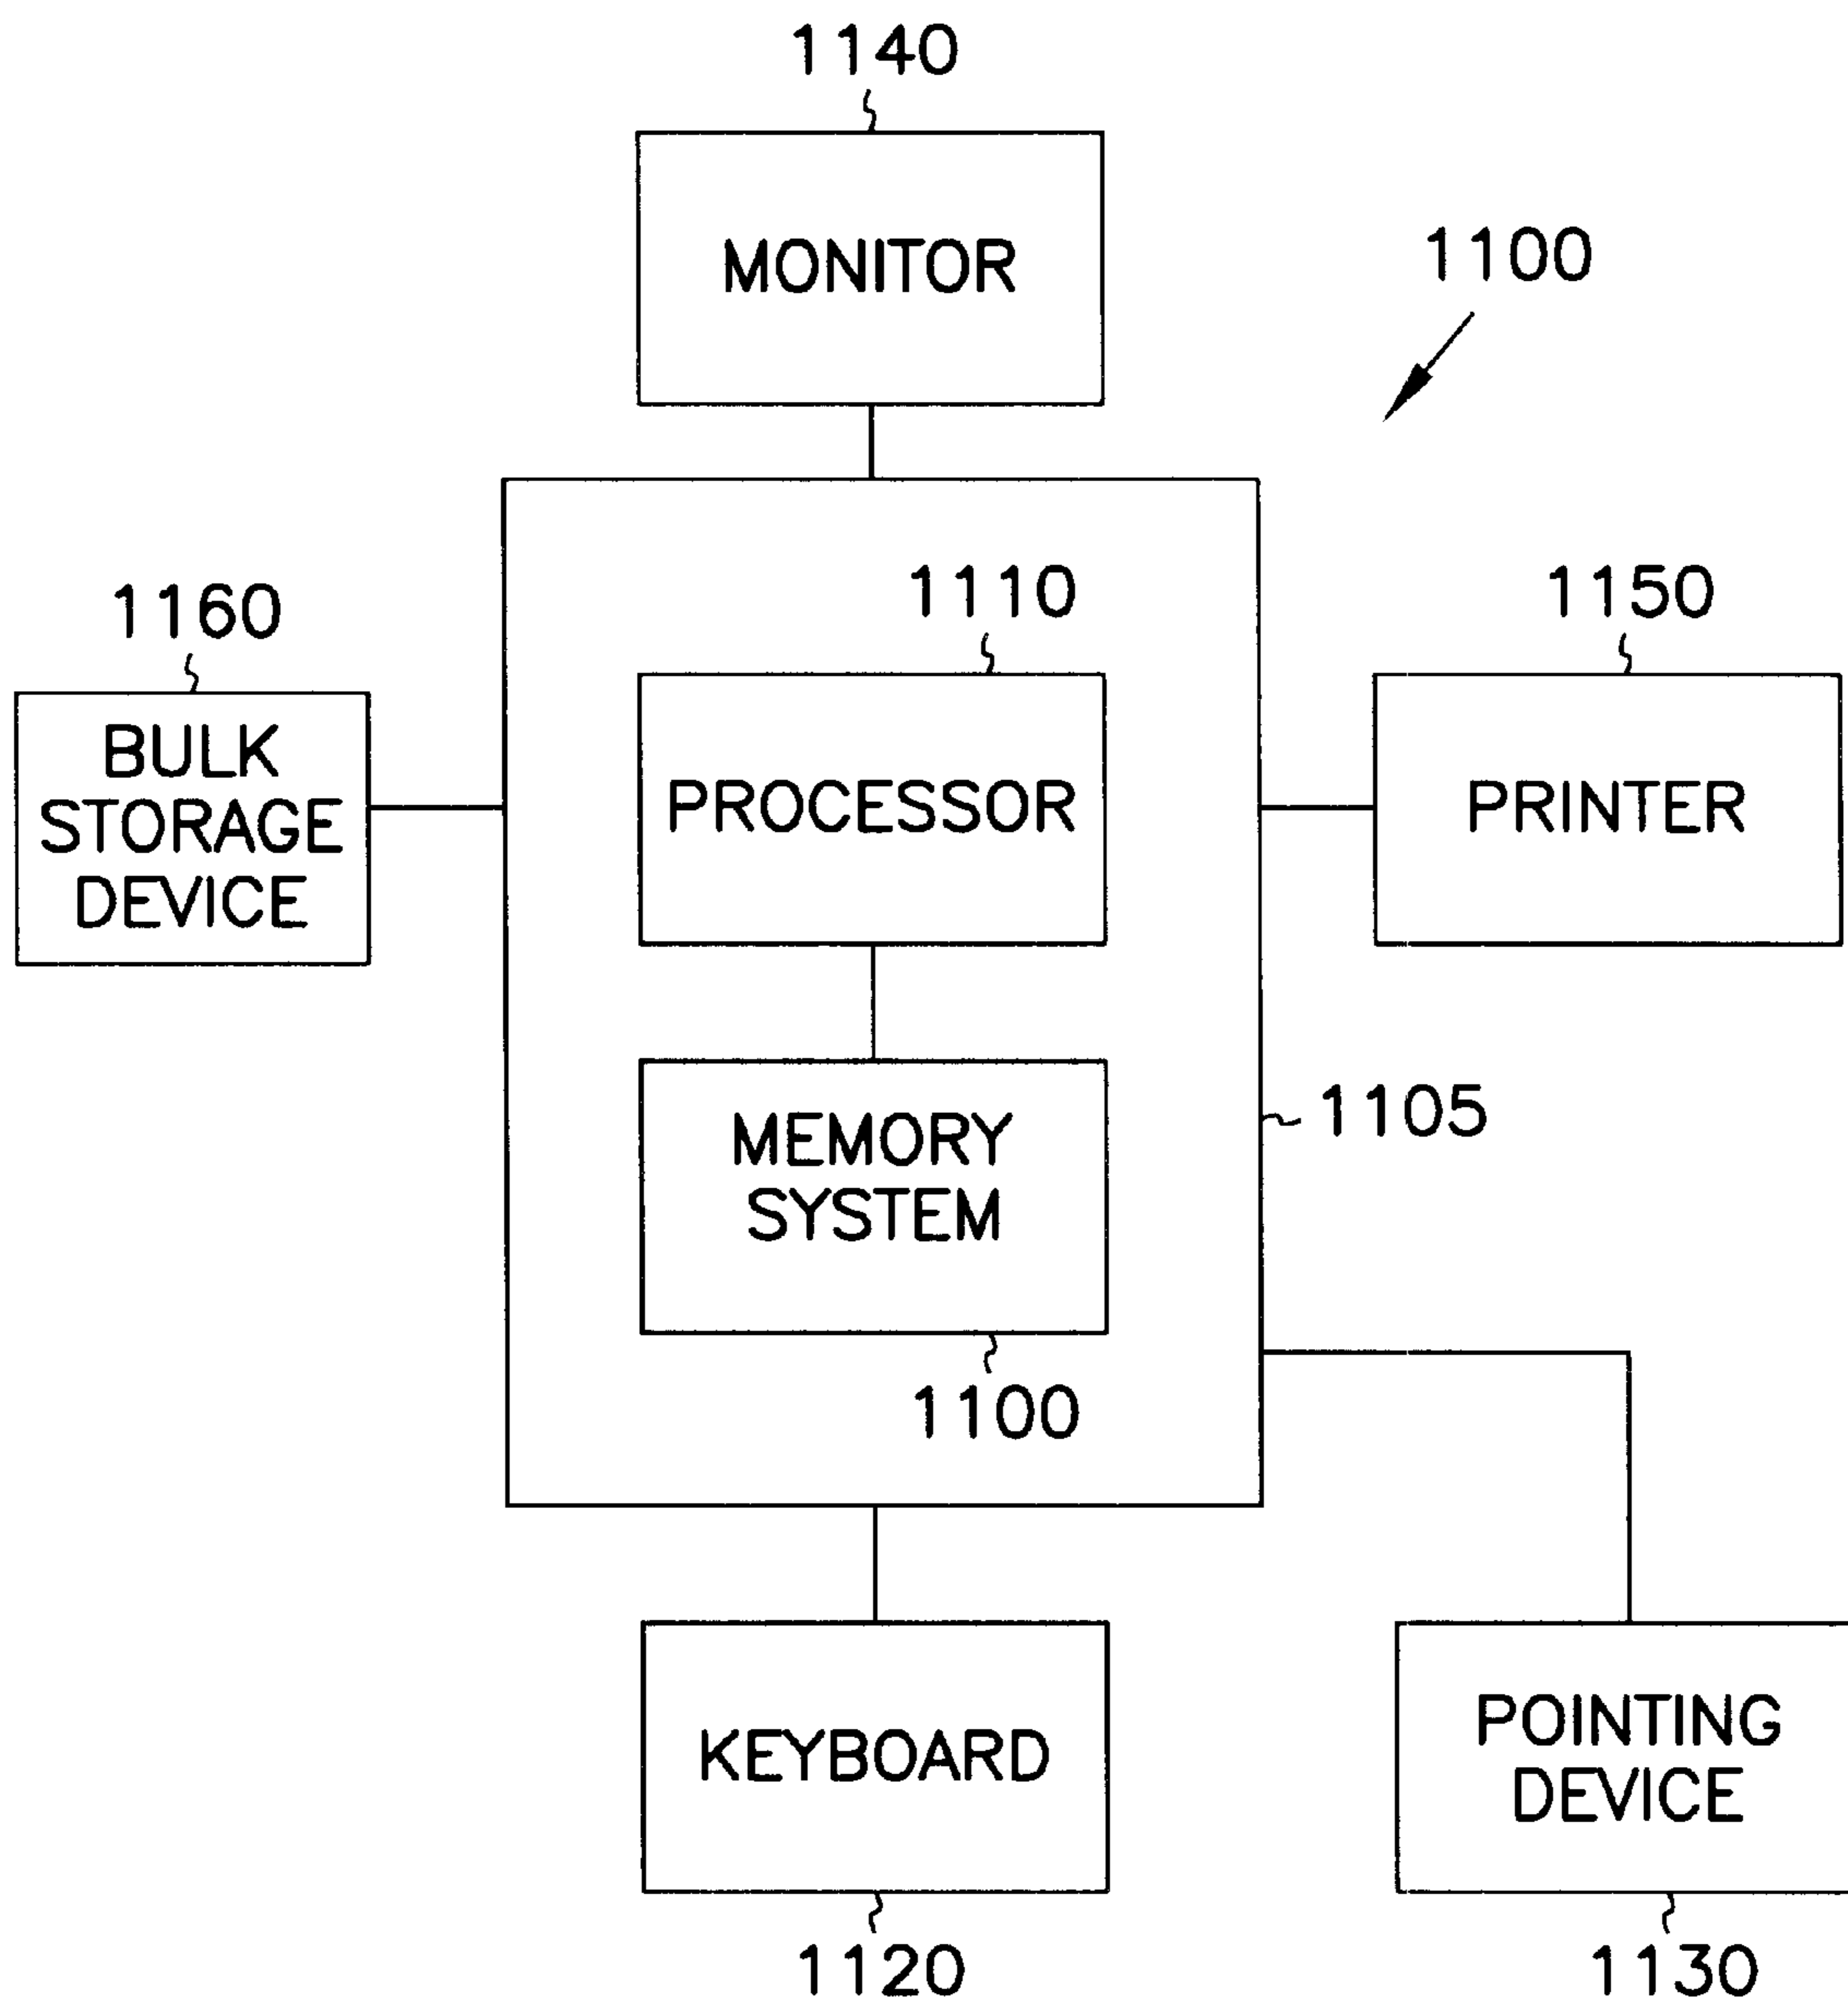 1140
MONITOR
1100
1160
BULK
STORAGE
DEVICE
1110
PROCESSOR
1150
PRINTER
MEMORY
SYSTEM
1105
1100
KEYBOARD
1120
POINTING
DEVICE
1130